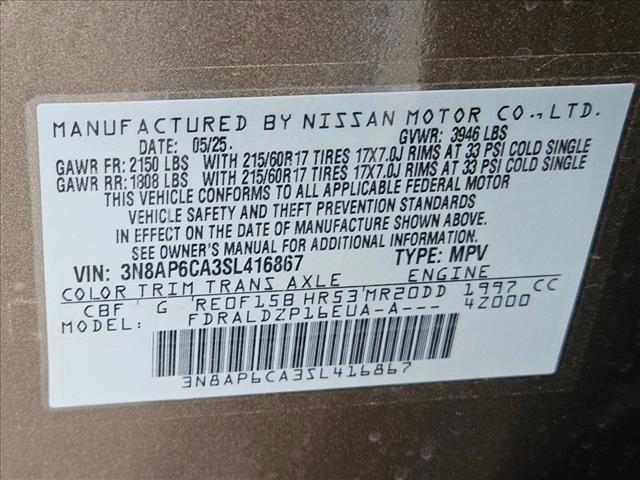 MANUFACTURED BY NISSAN MOTOR CO., LTD.
DATE: 05/25. GVWR: 3946 LBS
GAWR FR: 2150 LBS WITH 215/60R17 TIRES 17X7.0J RIMS AT 33 PSI COLD SINGLE
GAWR RR: 1808 LBS WITH 215/60R17 TIRES 17X7.0J RIMS AT 33 PSI COLD SINGLE
THIS VEHICLE CONFORMS TO ALL APPLICABLE FEDERAL MOTOR
VEHICLE SAFETY AND THEFT PREVENTION STANDARDS
IN EFFECT ON THE DATE OF MANUFACTURE SHOWN ABOVE.
SEE OWNER'S MANUAL FOR ADDITIONAL INFORMATION.
VIN: 3N8AP6CA3SL416867 TYPE: MPV
COLOR TRIM TRANS AXLE ENGINE
CBF G RE0F15B HR53 MR20DD 1997 CC
MODEL: FDRALDZP16EUA-A--- 4Z000
3N8AP6CA3SL416867